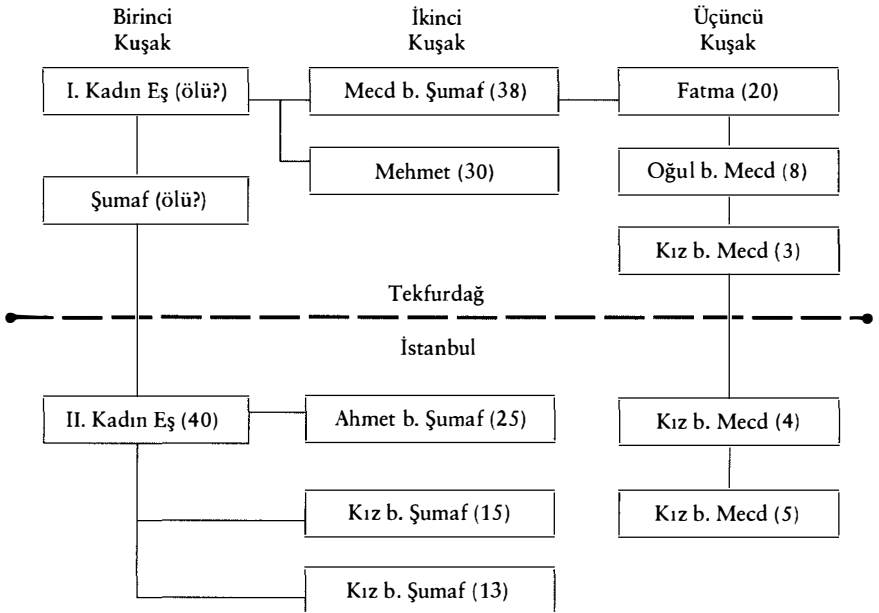 Birinci
Kuşak
İkinci
Kuşak
Üçüncü
Kuşak
I. Kadın Eş (ölü?)
Mecd b. Şumaf (38)
Fatma (20)
Mehmet (30)
Oğul b. Mecd (8)
Şumaf (ölü?)
Kız b. Mecd (3)
Tekfurdağ
İstanbul
II. Kadın Eş (40)
Ahmet b. Şumaf (25)
Kız b. Mecd (4)
Kız b. Şumaf (15)
Kız b. Mecd (5)
Kız b. Şumaf (13)